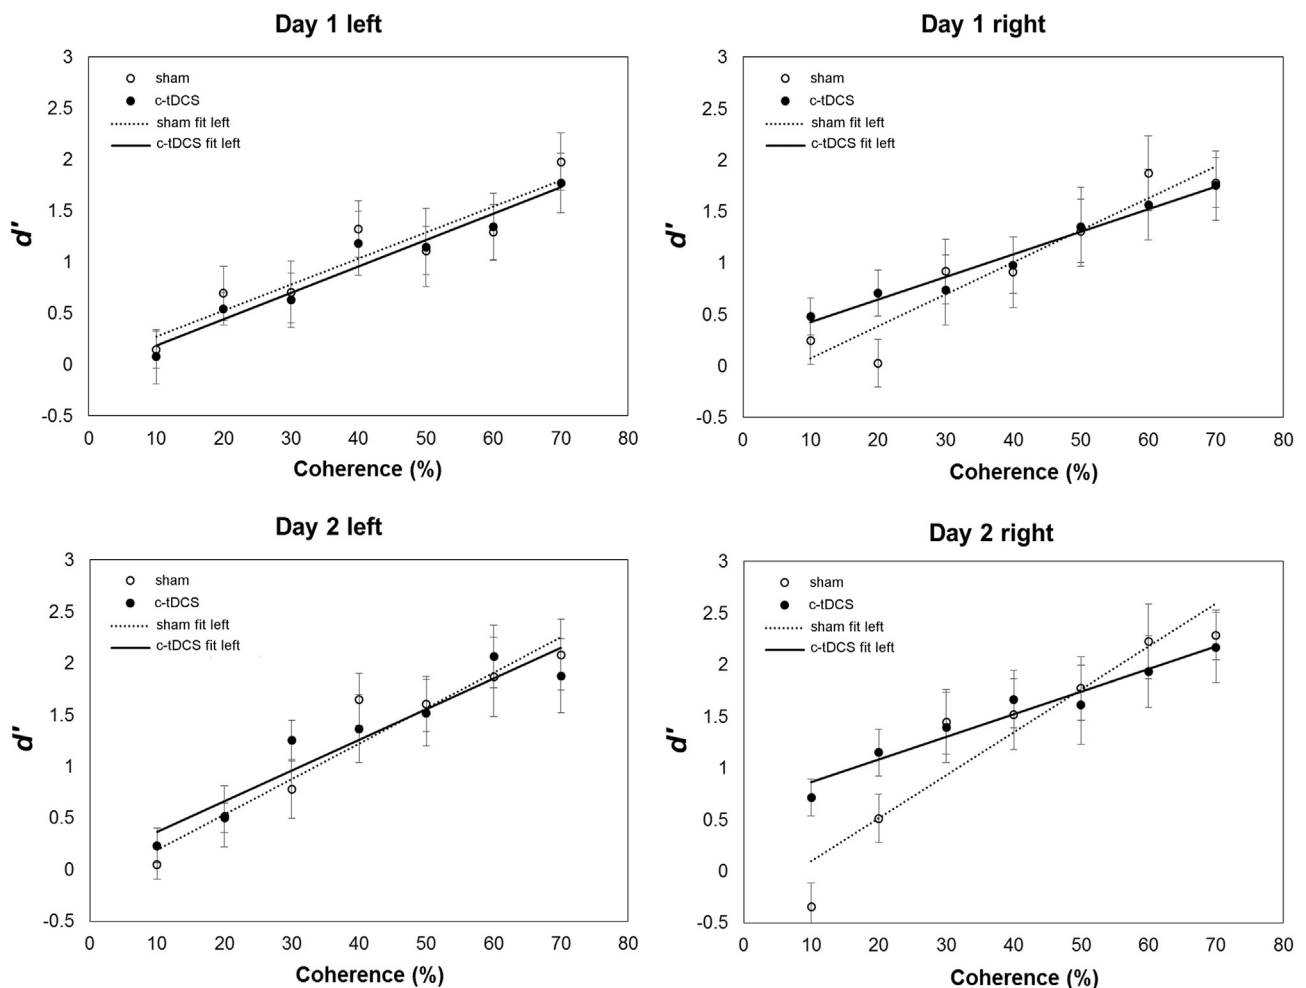 Day 1 left
3
2.5
2
1.5
1
0.5
0
-0.5
d'
sham
c-tDCS
sham fit left
c-tDCS fit left
0 10 20 30 40 50 60 70 80
Coherence (%)
Day 1 right
3
2.5
2
1.5
1
0.5
0
-0.5
d'
sham
c-tDCS
sham fit left
c-tDCS fit left
0 10 20 30 40 50 60 70 80
Coherence (%)
Day 2 left
3
2.5
2
1.5
1
0.5
0
-0.5
d'
sham
c-tDCS
sham fit left
c-tDCS fit left
0 10 20 30 40 50 60 70 80
Coherence (%)
Day 2 right
3
2.5
2
1.5
1
0.5
0
-0.5
d'
sham
c-tDCS
sham fit left
c-tDCS fit left
0 10 20 30 40 50 60 70 80
Coherence (%)